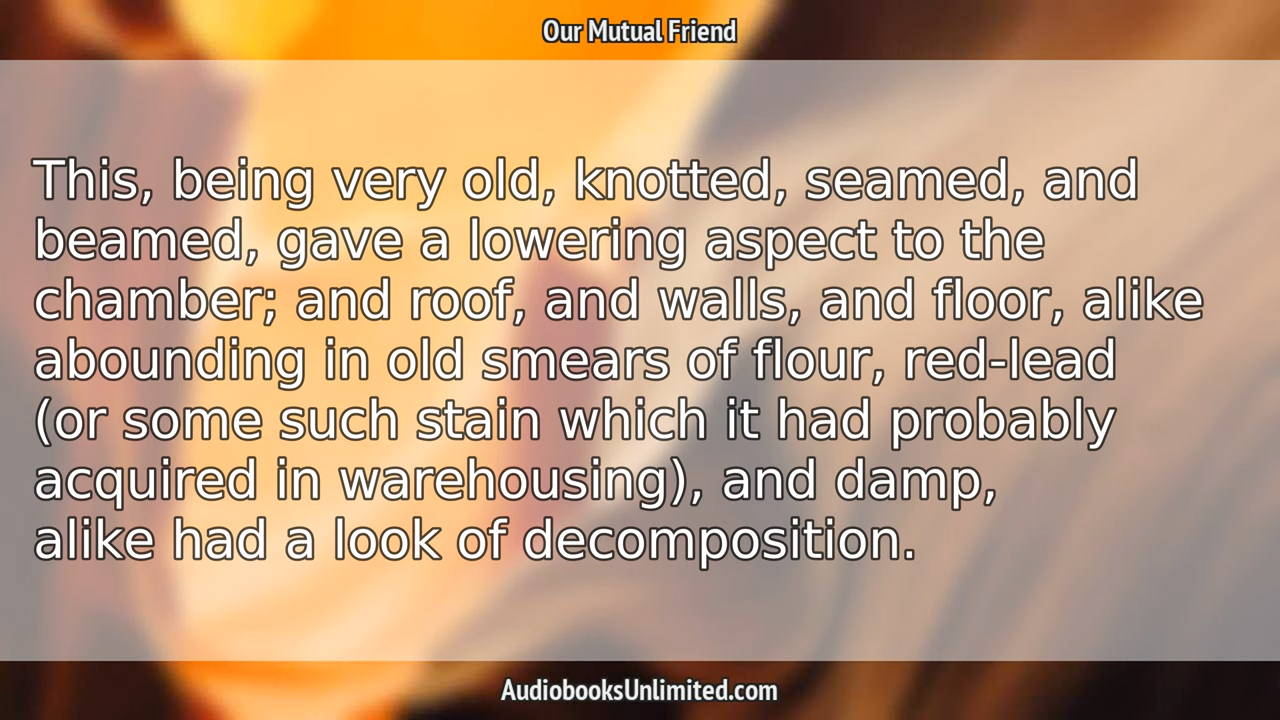 Our Mutual Friend
This, being very old, knotted, seamed, and
beamed, gave a lowering aspect to the
chamber; and roof, and walls, and floor, alike
abounding in old smears of flour, red-lead
(or some such stain which it had probably
acquired in warehousing), and damp,
alike had a look of decomposition.
AudiobooksUnlimited.com